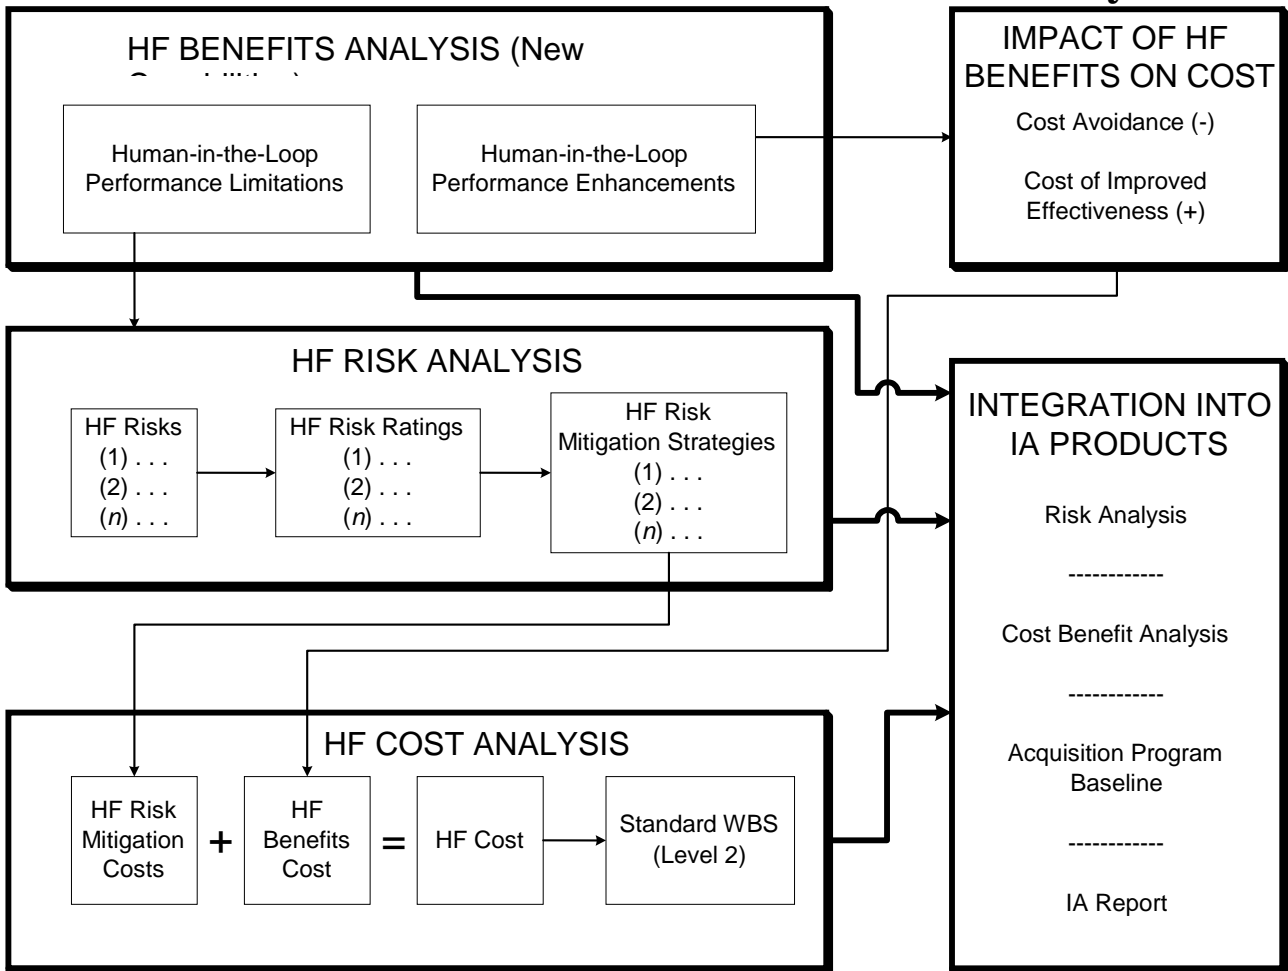 HF BENEFITS ANALYSIS (New
IMPACT OF HF
BENEFITS ON COST
Cost Avoidance (-)
Cost of Improved
Effectiveness (+)
Human-in-the-Loop
Performance Limitations
Human-in-the-Loop
Performance Enhancements
HF RISK ANALYSIS
HF Risks
(1) . . .
(2) . . .
(n) . . .
HF Risk Ratings
(1) . . .
(2) . . .
(n) . . .
HF Risk
Mitigation Strategies
(1) . . .
(2) . . .
(n) . . .
INTEGRATION INTO
IA PRODUCTS
Risk Analysis
------------
Cost Benefit Analysis
------------
Acquisition Program
Baseline
------------
IA Report
HF COST ANALYSIS
HF Risk
Mitigation
Costs
+
HF
Benefits
Cost
=
HF Cost
Standard WBS
(Level 2)